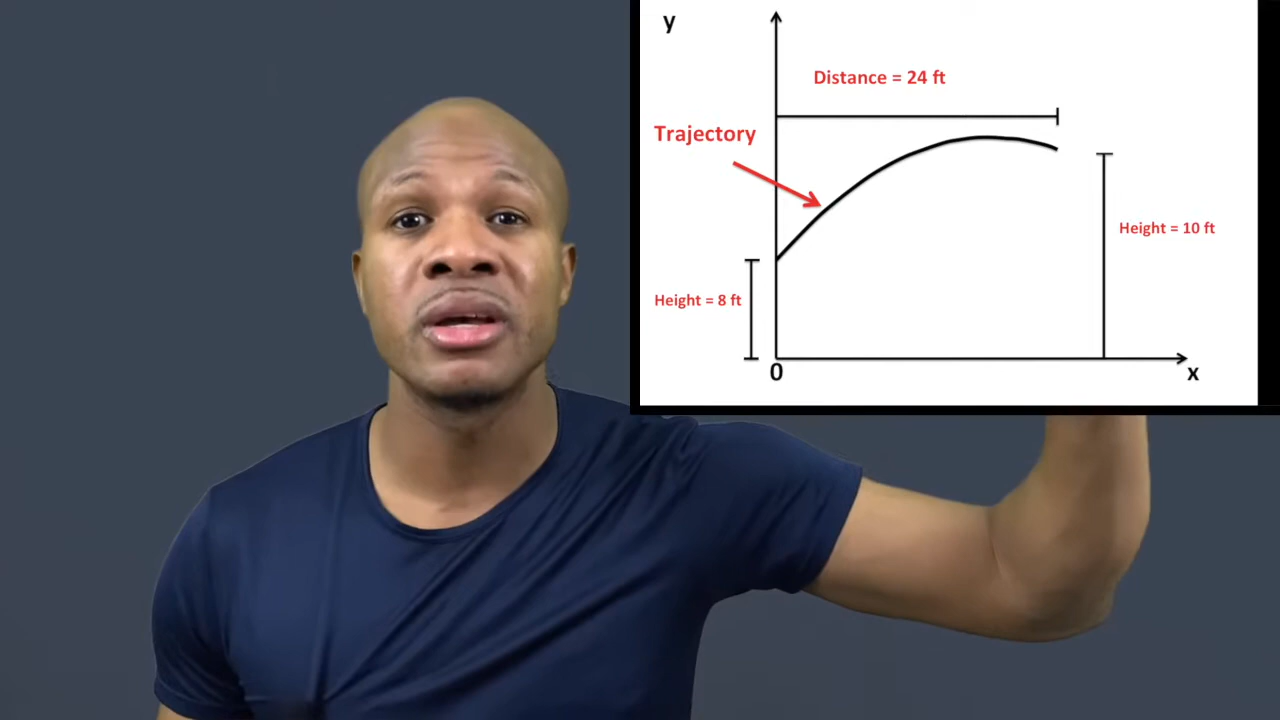 y
Distance = 24 ft
Trajectory
Height = 10 ft
Height = 8 ft
0
x